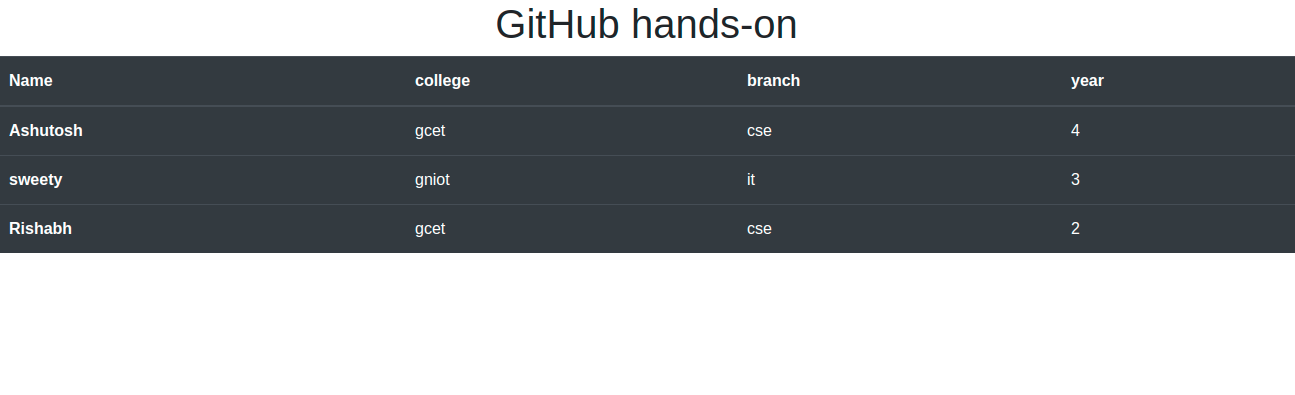 GitHub hands-on
Name college branch year
Ashutosh gcet cse 4
sweety gniot it 3
Rishabh gcet cse 2